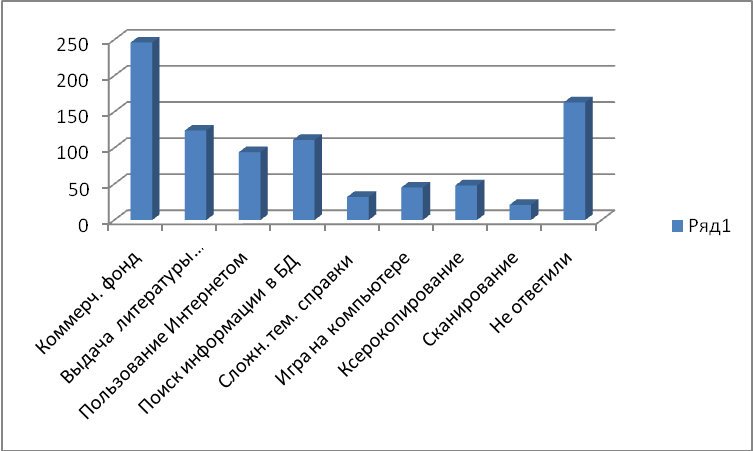 250
200
150
100
50
0
Коммерч. фонд
Выдача литературы...
Пользование Интернетом
Поиск информации в БД
Сложн. тем. справки
Игра на компьютере
Ксерокопирование
Сканирование
Не ответили
Ряд1